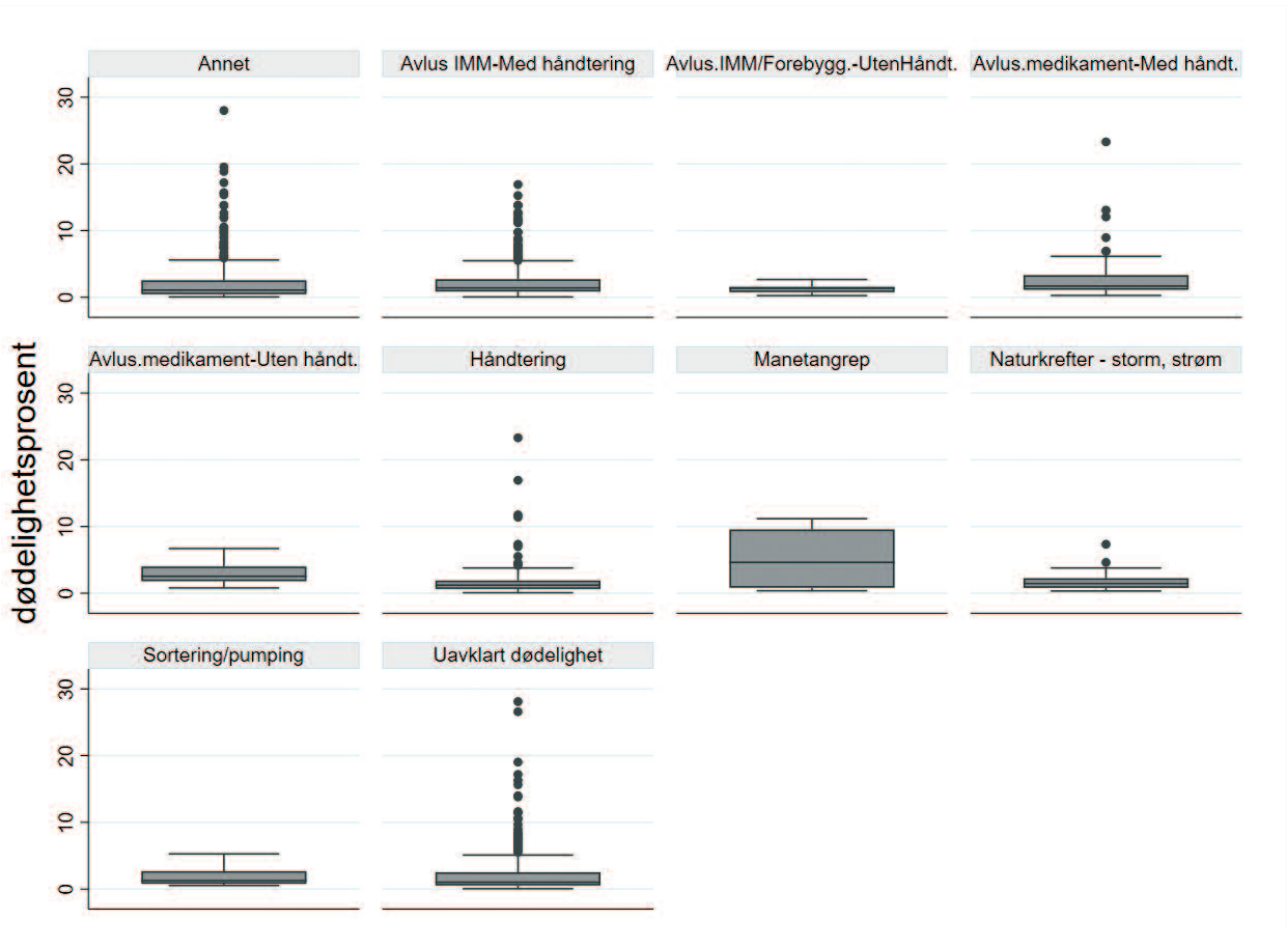 Annet
Avlus IMM-Med håndtering
Avlus.IMM/Forebygg.-UtenHåndt.
Avlus.medikament-Med håndt.
30
20
10
0
dødelighetsprosent
Avlus.medikament-Uten håndt.
Håndtering
Manetangrep
Naturkrefter - storm, strøm
30
20
10
0
Sortering/pumping
Uavklart dødelighet
30
20
10
0